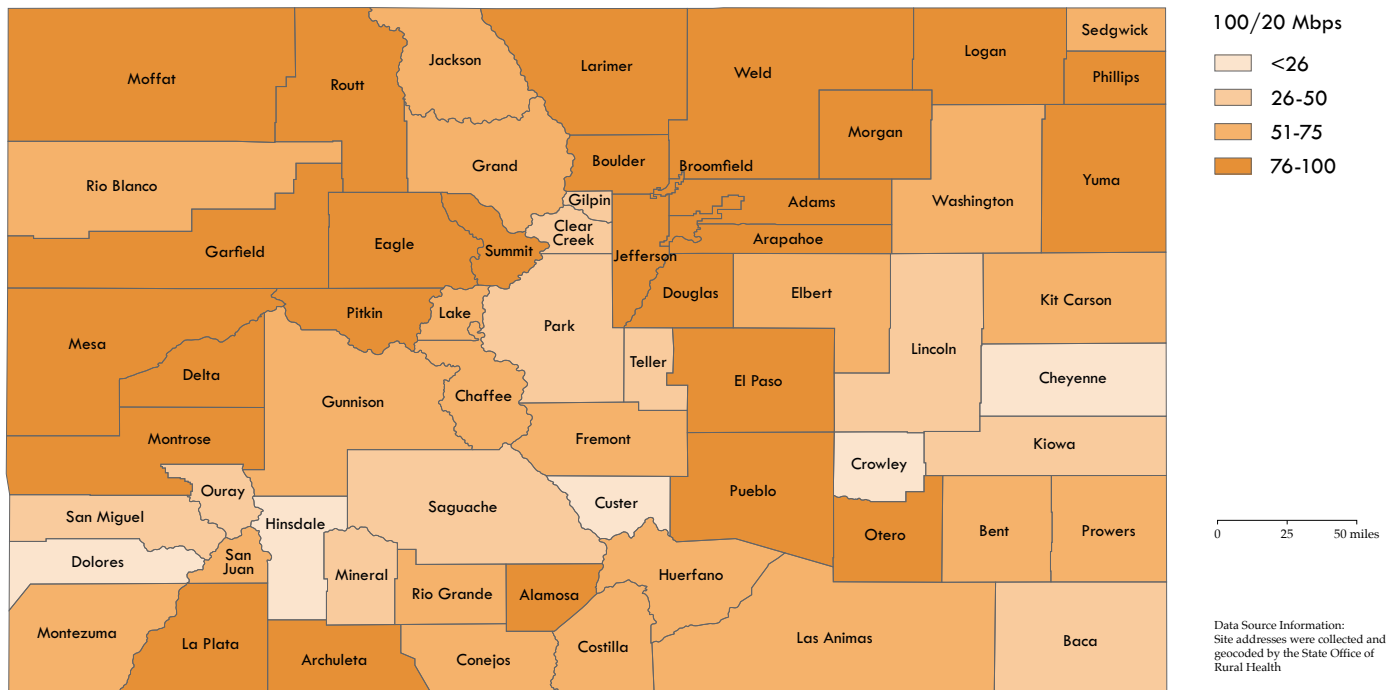 Moffat
Routt
Jackson
Larimer
Weld
Logan
Sedgwick
Phillips
Morgan
Grand
Boulder
Broomfield
Rio Blanco
Gilpin
Adams
Washington
Yuma
Garfield
Eagle
Summit
Clear
Creek
Jefferson
Arapahoe
Mesa
Pitkin
Lake
Park
Douglas
Elbert
Kit Carson
Delta
Teller
Lincoln
Gunnison
Chaffee
El Paso
Cheyenne
Montrose
Fremont
Kiowa
Ouray
Crowley
San Miguel
Hinsdale
Saguache
Custer
Pueblo
Otero
Bent
Prowers
Dolores
San
Juan
Mineral
Rio Grande
Alamosa
Huerfano
Montezuma
La Plata
Archuleta
Conejos
Costilla
Las Animas
Baca
100/20 Mbps
<26
26-50
51-75
76-100
0 25 50 miles
Data Source Information:
Site addresses were collected and
geocoded by the State Office of
Rural Health